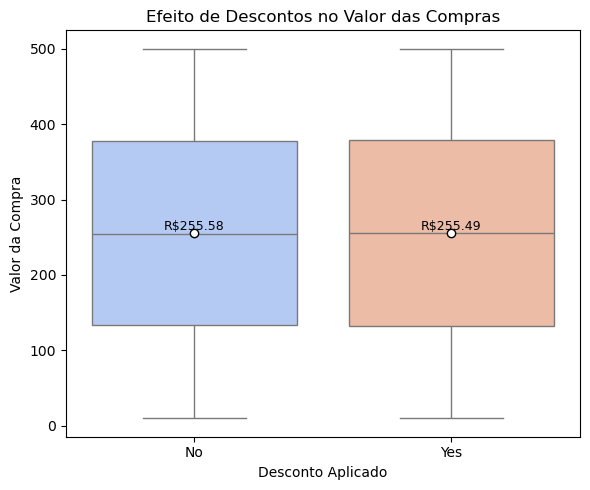 Efeito de Descontos no Valor das Compras
Valor da Compra
500
400
300
200
100
0
R$255.58
R$255.49
No
Yes
Desconto Aplicado